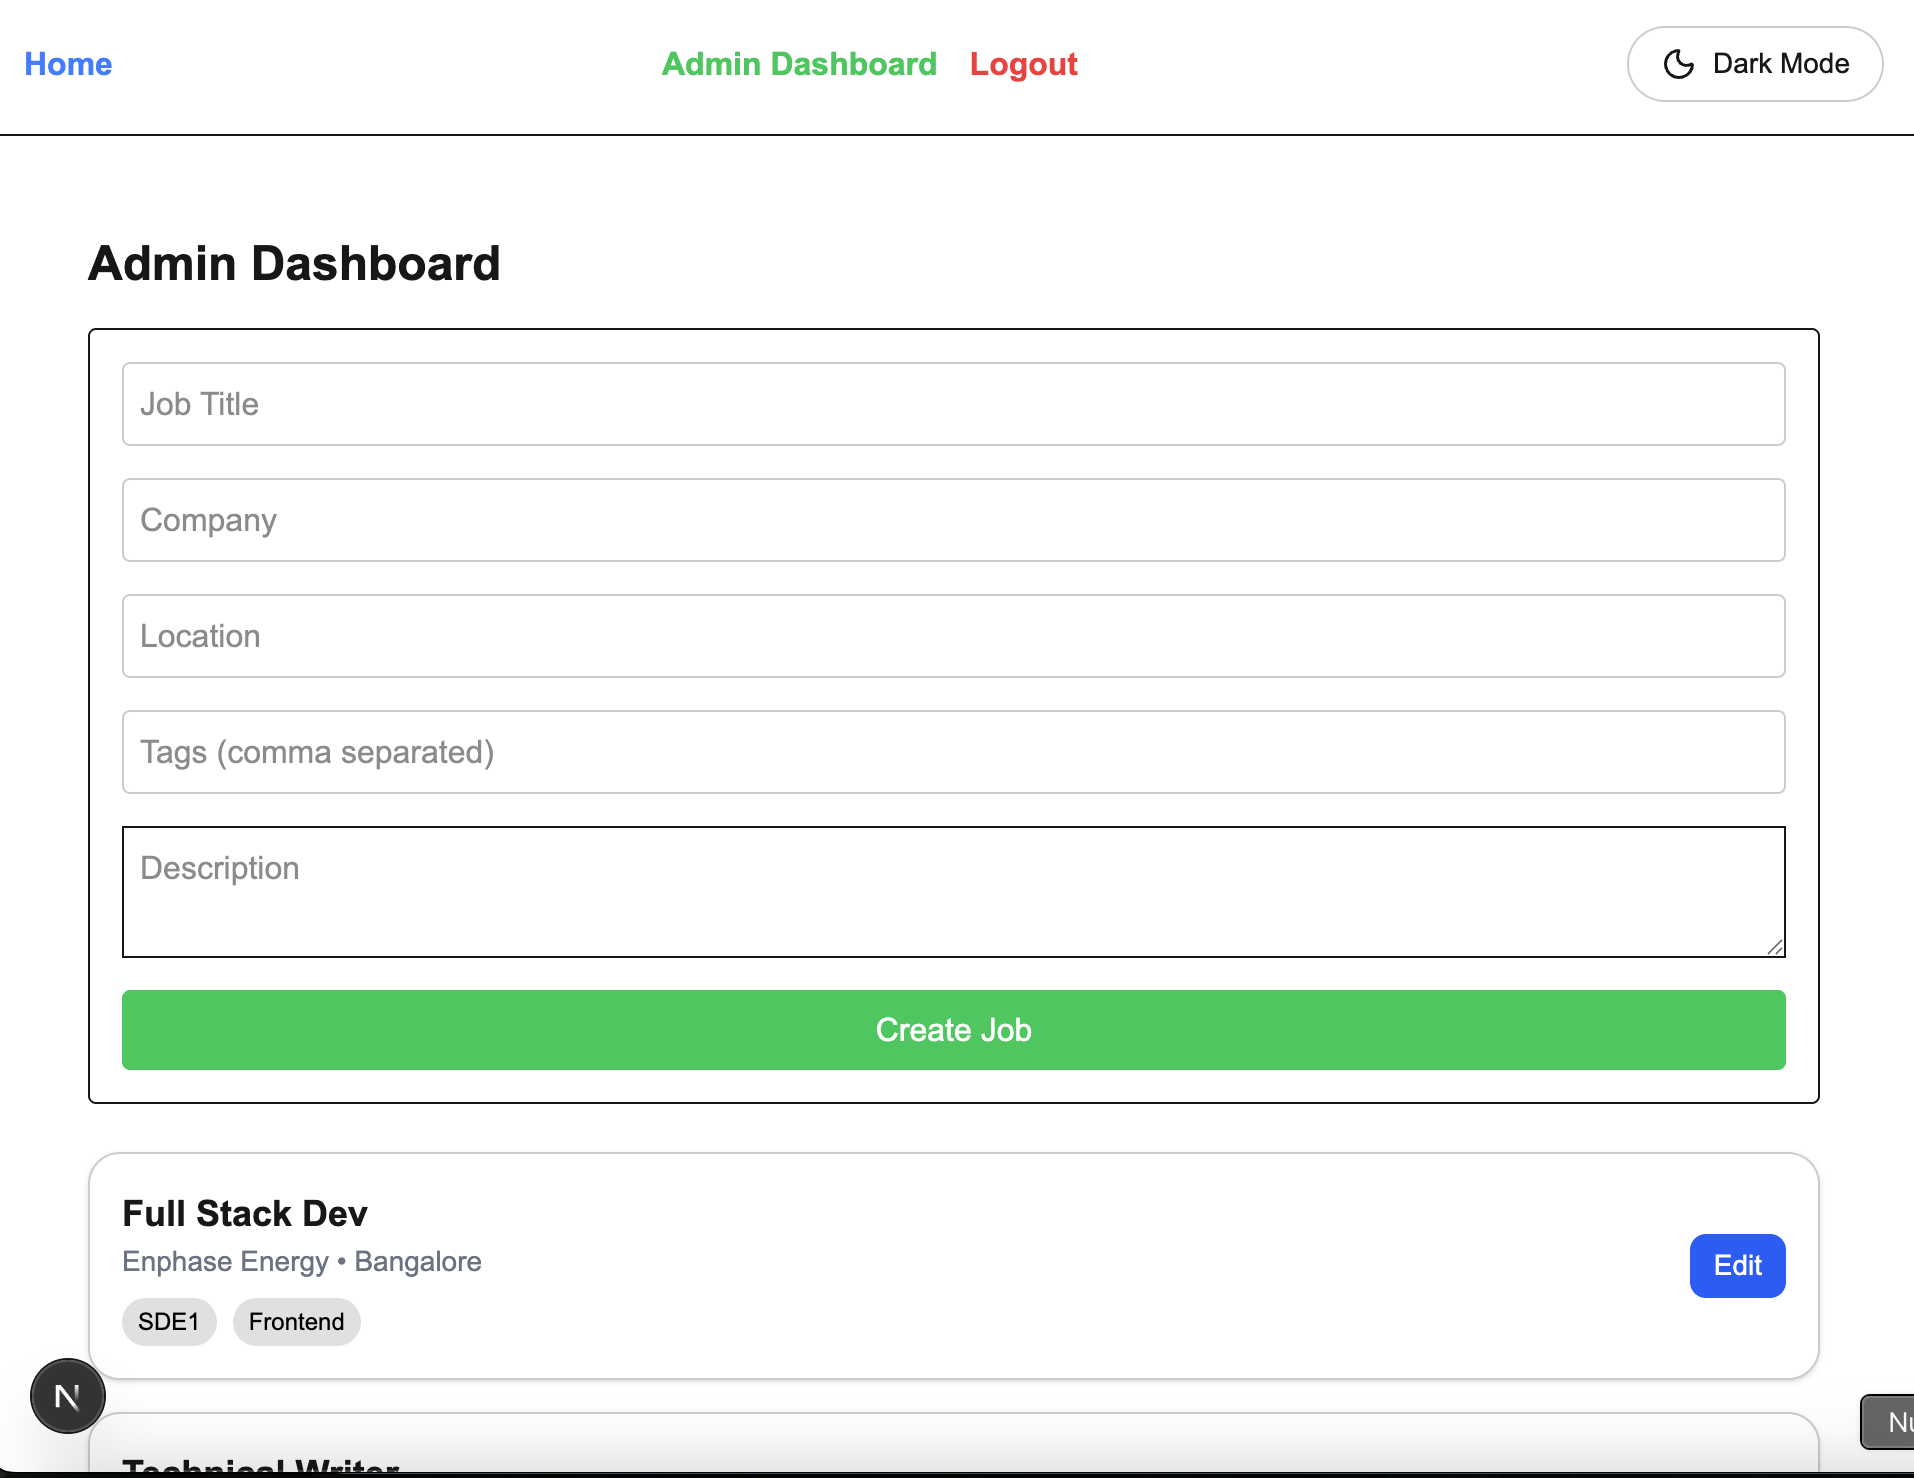 Home Admin Dashboard Logout Dark Mode
Admin Dashboard
Job Title
Company
Location
Tags (comma separated)
Description
Create Job
Full Stack Dev
Enphase Energy • Bangalore
Edit
SDE1 Frontend
N
Technical Writer